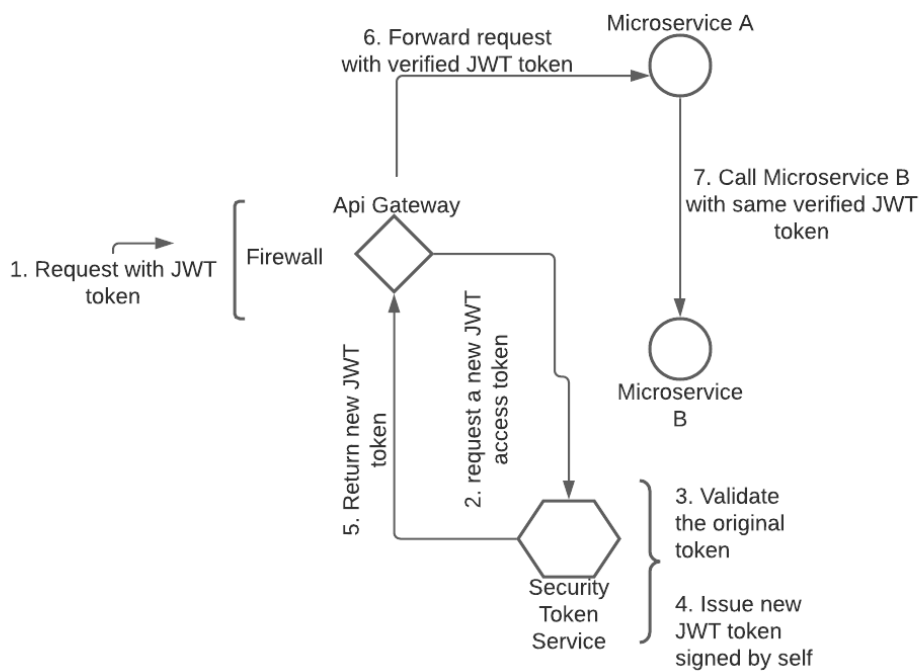 1. Request with JWT
token
Firewall
Api Gateway
2. request a new JWT
access token
3. Validate
the original
token
4. Issue new
JWT token
signed by self
Security
Token
Service
5. Return new JWT
token
6. Forward request
with verified JWT token
Microservice A
7. Call Microservice B
with same verified JWT
token
Microservice
B